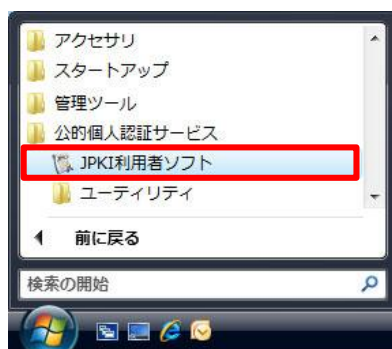 アクセサリ
スタートアップ
管理ツール
公的個人認証サービス
JPKI利用者ソフト
ユーティリティ
前に戻る
検索の開始